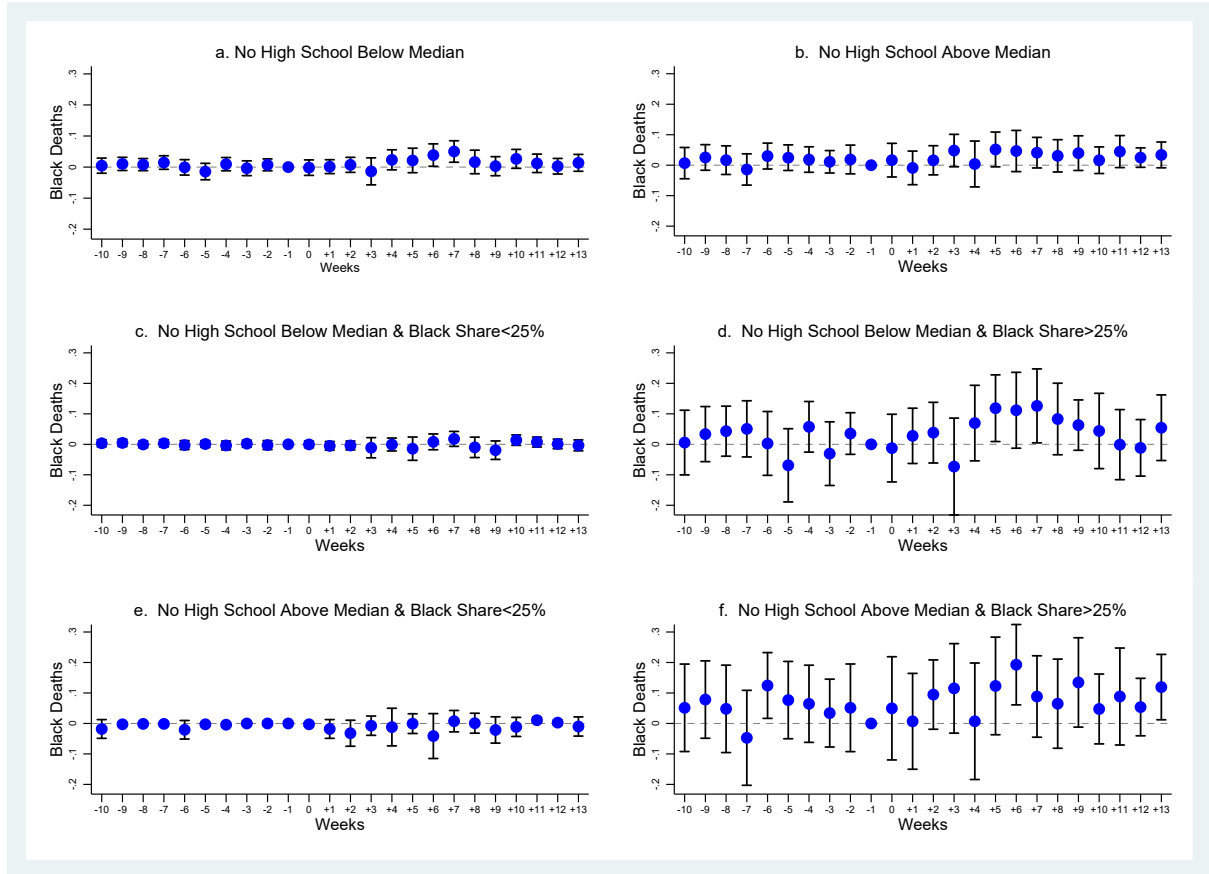 a. No High School Below Median
Black Deaths
.3
.2
.1
0
-.1
-.2
-10 -9 -8 -7 -6 -5 -4 -3 -2 -1 0 +1 +2 +3 +4 +5 +6 +7 +8 +9 +10 +11 +12 +13
Weeks
b. No High School Above Median
Black Deaths
.3
.2
.1
0
-.1
-.2
-10 -9 -8 -7 -6 -5 -4 -3 -2 -1 0 +1 +2 +3 +4 +5 +6 +7 +8 +9 +10 +11 +12 +13
Weeks
c. No High School Below Median & Black Share<25%
Black Deaths
.3
.2
.1
0
-.1
-.2
-10 -9 -8 -7 -6 -5 -4 -3 -2 -1 0 +1 +2 +3 +4 +5 +6 +7 +8 +9 +10 +11 +12 +13
Weeks
d. No High School Below Median & Black Share>25%
Black Deaths
.3
.2
.1
0
-.1
-.2
-10 -9 -8 -7 -6 -5 -4 -3 -2 -1 0 +1 +2 +3 +4 +5 +6 +7 +8 +9 +10 +11 +12 +13
Weeks
e. No High School Above Median & Black Share<25%
Black Deaths
.3
.2
.1
0
-.1
-.2
-10 -9 -8 -7 -6 -5 -4 -3 -2 -1 0 +1 +2 +3 +4 +5 +6 +7 +8 +9 +10 +11 +12 +13
Weeks
f. No High School Above Median & Black Share>25%
Black Deaths
.3
.2
.1
0
-.1
-.2
-10 -9 -8 -7 -6 -5 -4 -3 -2 -1 0 +1 +2 +3 +4 +5 +6 +7 +8 +9 +10 +11 +12 +13
Weeks